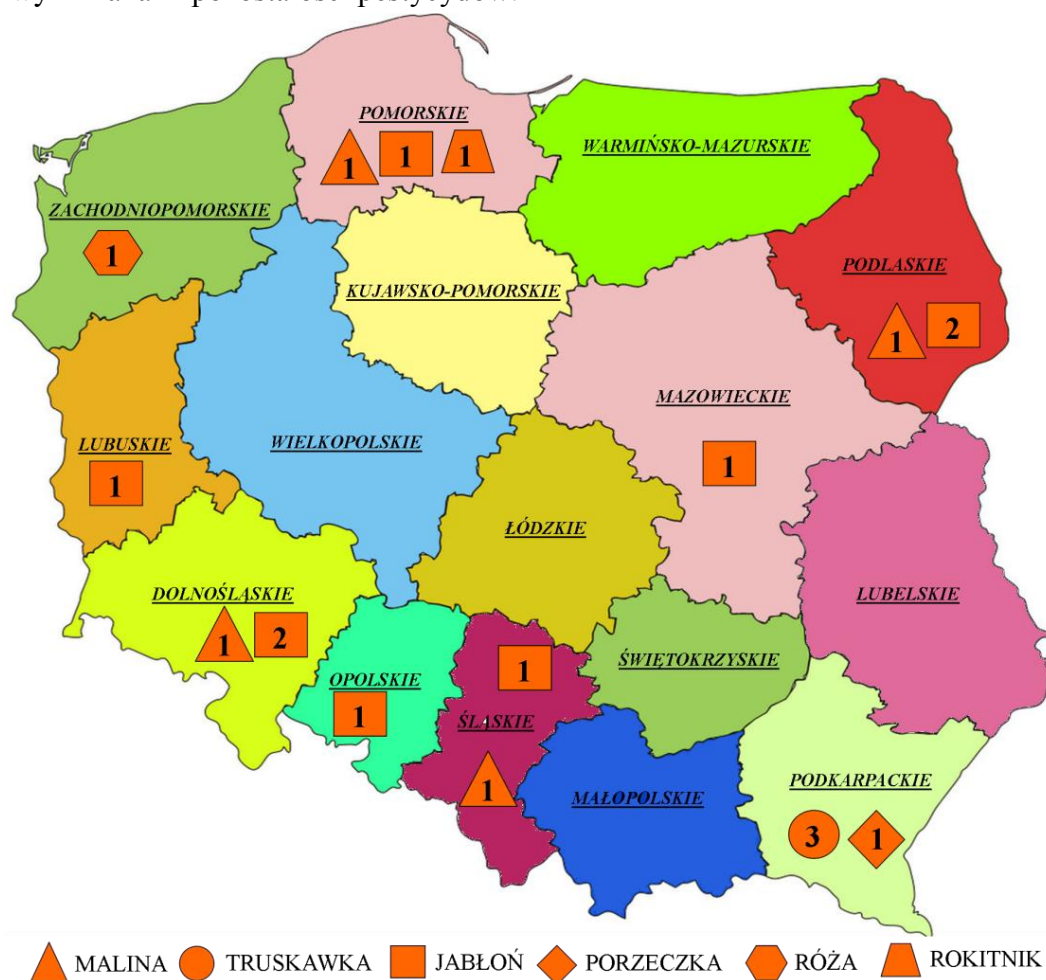 POMORSKIE
1 1 1
WARMIŃSKO-MAZURSKIE
ZACHODNIOPOMORSKIE
1
KUJAWSKO-POMORSKIE
PODLASKIE
1 2
MAZOWIECKIE
1
LUBUSKIE
1
WIELKOPOLSKIE
ŁÓDZKIE
DOLNOŚLĄSKIE
1 2
LUBELSKIE
OPOLSKIE
1
1
ŚLĄSKIE
1
ŚWIĘTOKRZYSKIE
MAŁOPOLSKIE
PODKARPACKIE
3 1
MALINA TRUSKAWKA JABŁOŃ PORZECZKA RÓŻA ROKITNIK